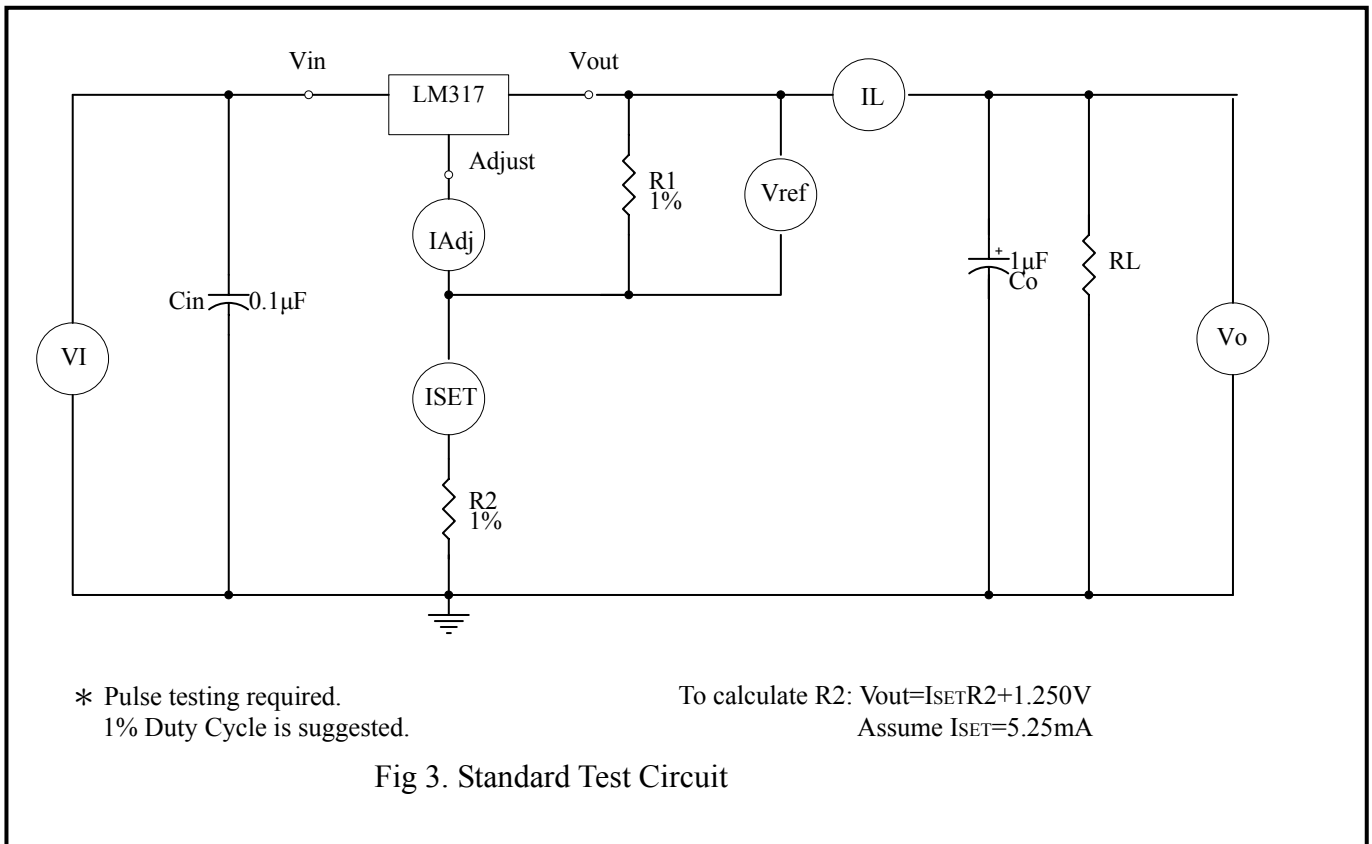 Vin
Vout
LM317
IL
Adjust
R1
1%
Vref
IAdj
+
1µF
Co
RL
Cin
0.1µF
VI
Vo
ISET
R2
1%
* Pulse testing required.
1% Duty Cycle is suggested.
To calculate R2: Vout=ISETR2+1.250V
Assume ISET=5.25mA
Fig 3. Standard Test Circuit